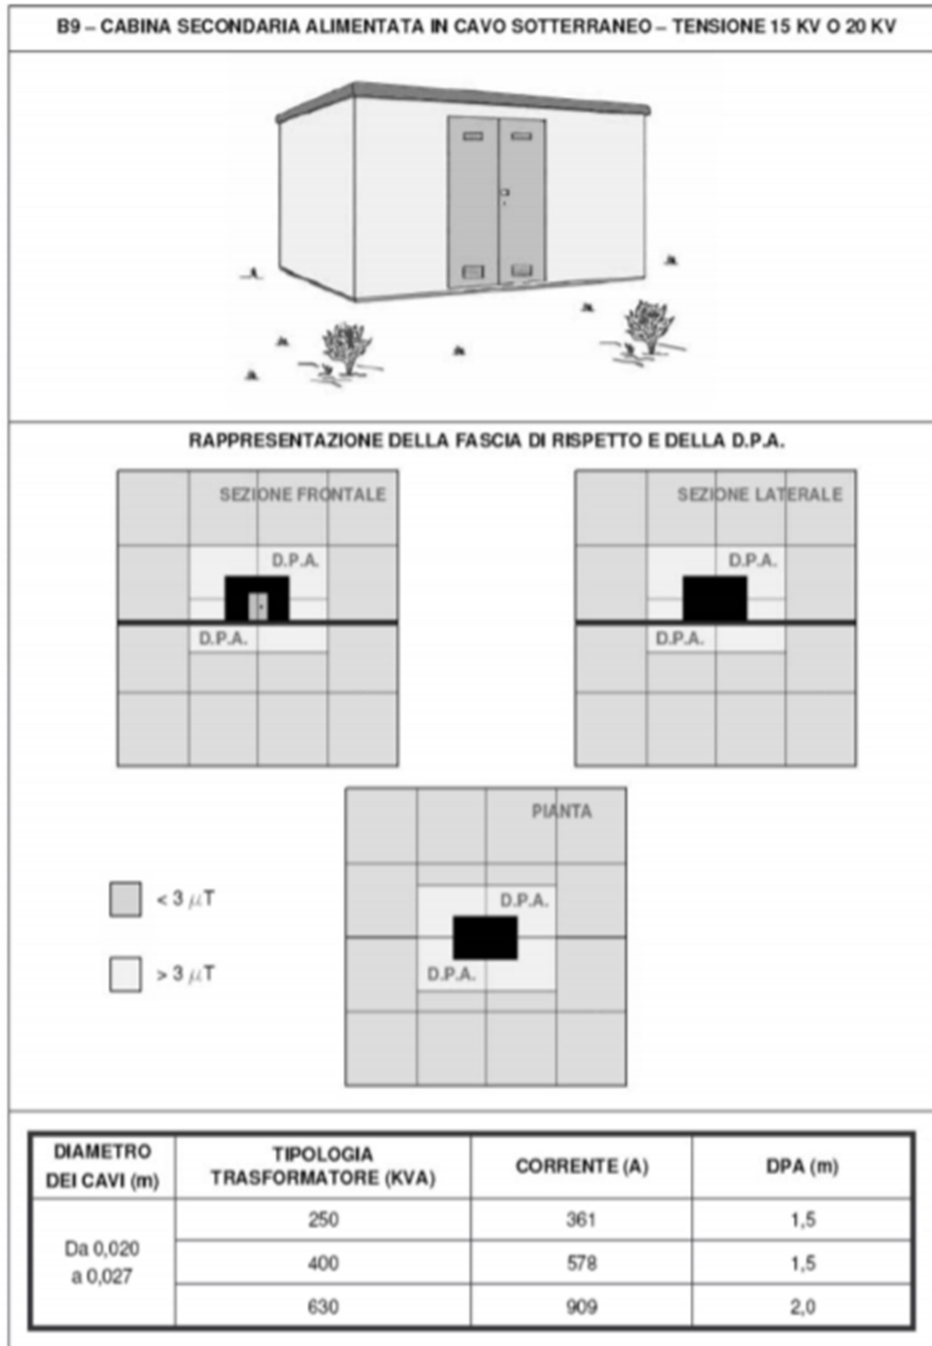 B9 – CABINA SECONDARIA ALIMENTATA IN CAVO SOTTERRANEO – TENSIONE 15 KV O 20 KV
RAPPRESENTAZIONE DELLA FASCIA DI RISPETTO E DELLA D.P.A.
SEZIONE FRONTALE
D.P.A.
D.P.A.
SEZIONE LATERALE
D.P.A.
D.P.A.
PIANTA
D.P.A.
D.P.A.
< 3 μT
> 3 μT
DIAMETRO
DEI CAVI (m)
TIPOLOGIA
TRASFORMATORE (KVA)
CORRENTE (A)
DPA (m)
Da 0,020
a 0,027
250
361
1,5
400
578
1,5
630
909
2,0